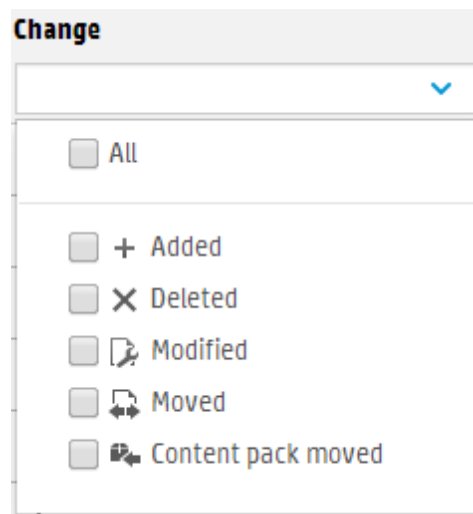 Change
All
Added
Deleted
Modified
Moved
Content pack moved